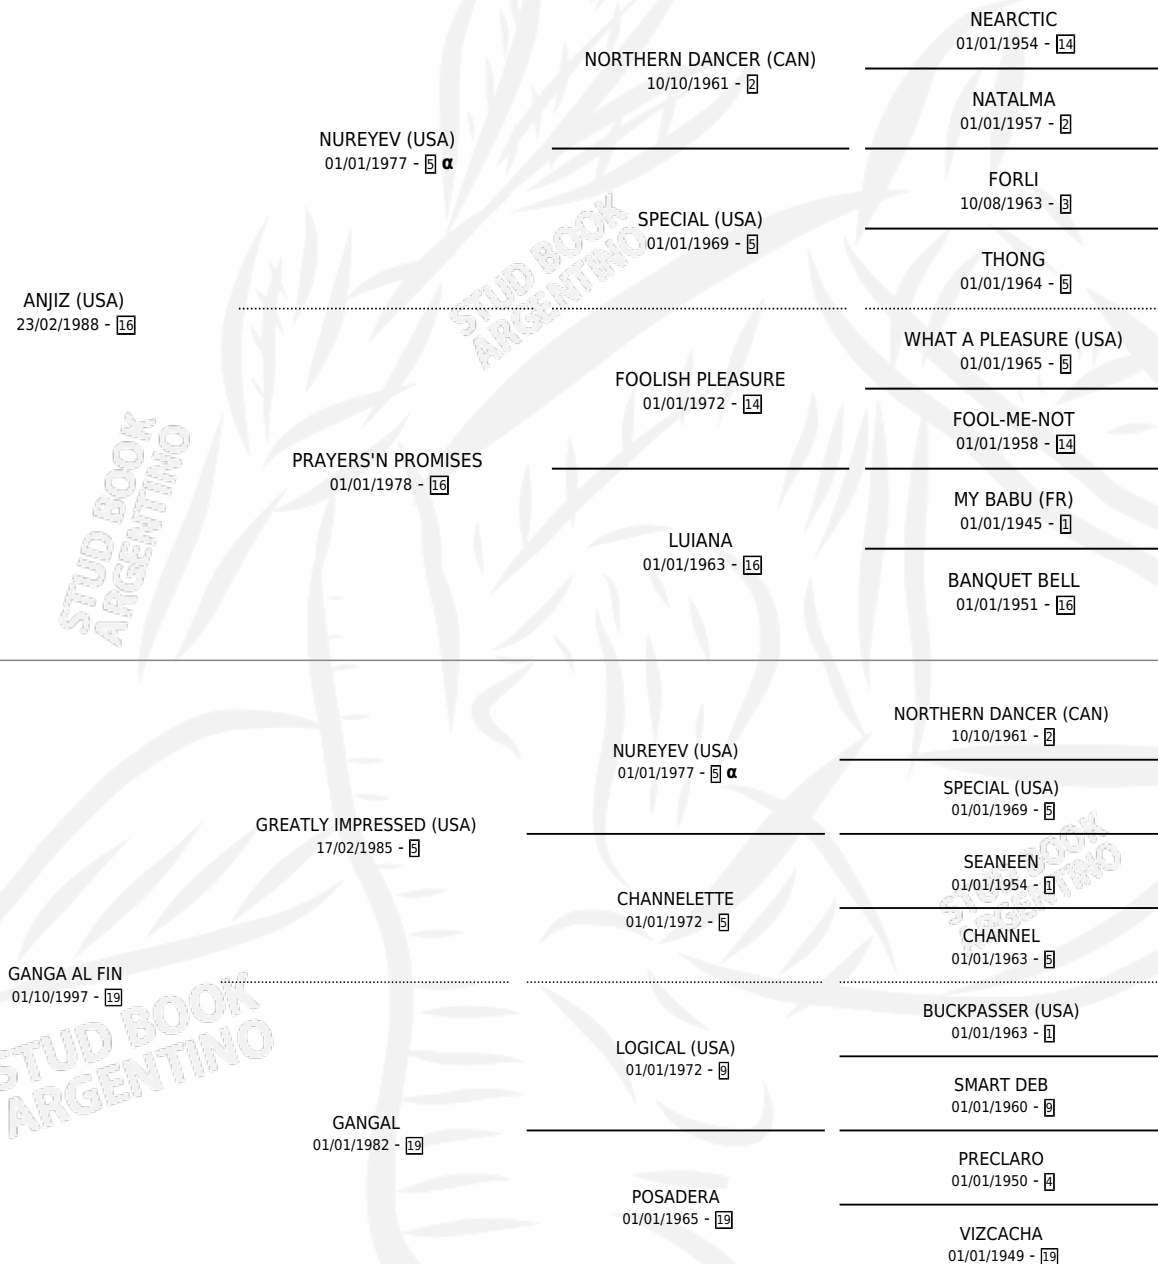 NEARCTIC
01/01/1954 - 14
NORTHERN DANCER (CAN)
10/10/1961 - 2
NATALMA
01/01/1957 - 2
NUREYEV (USA)
01/01/1977 - 5 α
FORLI
10/08/1963 - 3
SPECIAL (USA)
01/01/1969 - 5
THONG
01/01/1964 - 5
ANJIZ (USA)
23/02/1988 - 16
WHAT A PLEASURE (USA)
01/01/1965 - 5
FOOLISH PLEASURE
01/01/1972 - 14
FOOL-ME-NOT
01/01/1958 - 14
PRAYERS'N PROMISES
01/01/1978 - 16
MY BABU (FR)
01/01/1945 - 1
LUIANA
01/01/1963 - 16
BANQUET BELL
01/01/1951 - 16
NORTHERN DANCER (CAN)
10/10/1961 - 2
NUREYEV (USA)
01/01/1977 - 5 α
SPECIAL (USA)
01/01/1969 - 5
GREATLY IMPRESSED (USA)
17/02/1985 - 5
SEANEEN
01/01/1954 - 1
CHANNELETTE
01/01/1972 - 5
CHANNEL
01/01/1963 - 5
GANGA AL FIN
01/10/1997 - 19
BUCKPASSER (USA)
01/01/1963 - 1
LOGICAL (USA)
01/01/1972 - 9
SMART DEB
01/01/1960 - 9
GANGAL
01/01/1982 - 19
PRECLARO
01/01/1950 - 4
POSADERA
01/01/1965 - 19
VIZCACHA
01/01/1949 - 19
STUD BOOK
ARGENTINO
STUD BOOK
ARGENTINO
STUD BOOK
ARGENTINO
STUD BOOK
ARGENTINO